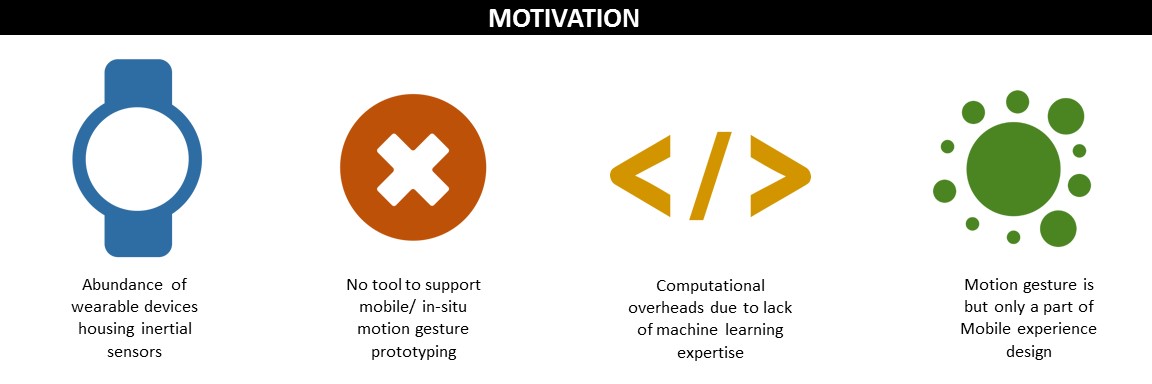 MOTIVATION
Abundance of
wearable devices
housing inertial
sensors
No tool to support
mobile/ in-situ
motion gesture
prototyping
</>
Computational
overheads due to lack
of machine learning
expertise
Motion gesture is
but only a part of
Mobile experience
design